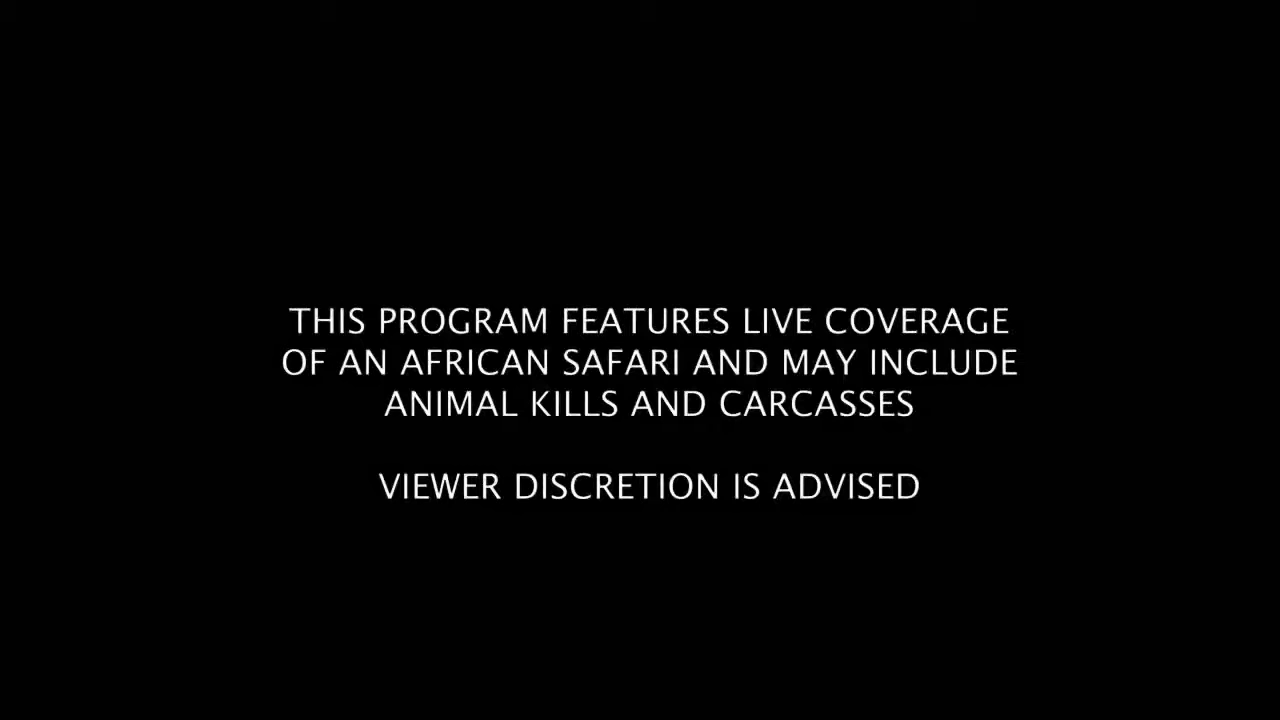 THIS PROGRAM FEATURES LIVE COVERAGE
OF AN AFRICAN SAFARI AND MAY INCLUDE
ANIMAL KILLS AND CARCASSES
VIEWER DISCRETION IS ADVISED